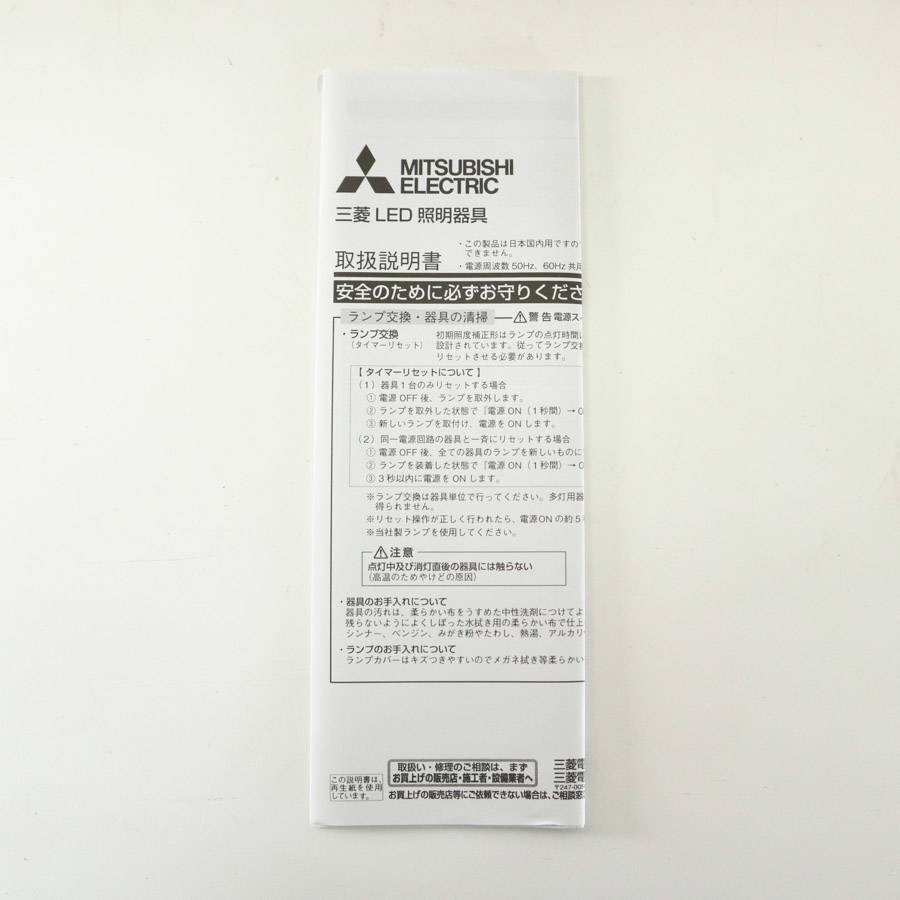 MITSUBISHI
ELECTRIC
三菱 LED 照明器具
取扱説明書
・この製品は日本国内用ですの
できません。
・電源周波数 50Hz、60Hz 共用
安全のために必ずお守りくださ
ランプ交換・器具の清掃
警告 電源ス
・ランプ交換
(タイマーリセット)
初期照度補正形はランプの点灯時間
設計されています。従ってランプ交換
リセットさせる必要があります。
【 タイマーリセットについて 】
(1)器具1台のみリセットする場合
① 電源 OFF 後、ランプを取外します。
② ランプを取外した状態で『電源 ON(1秒間)→O
③ 新しいランプを取付け、電源を ON します。
(2)同一電源回路の器具と一斉にリセットする場合
① 電源 OFF 後、全ての器具のランプを新しいものに
② ランプを装着した状態で『電源 ON(1秒間)→O
③ 3秒以内に電源を ON します。
※ランプ交換は器具単位で行ってください。多灯用器
得られません。
※リセット操作が正しく行われたら、電源ONの約5
※当社製ランプを使用してください。
注意
点灯中及び消灯直後の器具には触らない
(高温のためやけどの原因)
・器具のお手入れについて
器具の汚れは、柔らかい布をうすめた中性洗剤につけてよ
残らないようによくしぼった水拭き用の柔らかい布で仕上
シンナー、ベンジン、みがき粉やたわし、熱湯、アルカリ
・ランプのお手入れについて
ランプカバーはキズつきやすいのでメガネ拭き等柔らかい
この説明書は、
再生紙を使用
しています。
取扱い・修理のご相談は、まず
お買上げの販売店・施工者・設備業者へ
お買上げの販売店等にご依頼できない場合は、ご相談窓
三菱電
三菱電
〒247-00